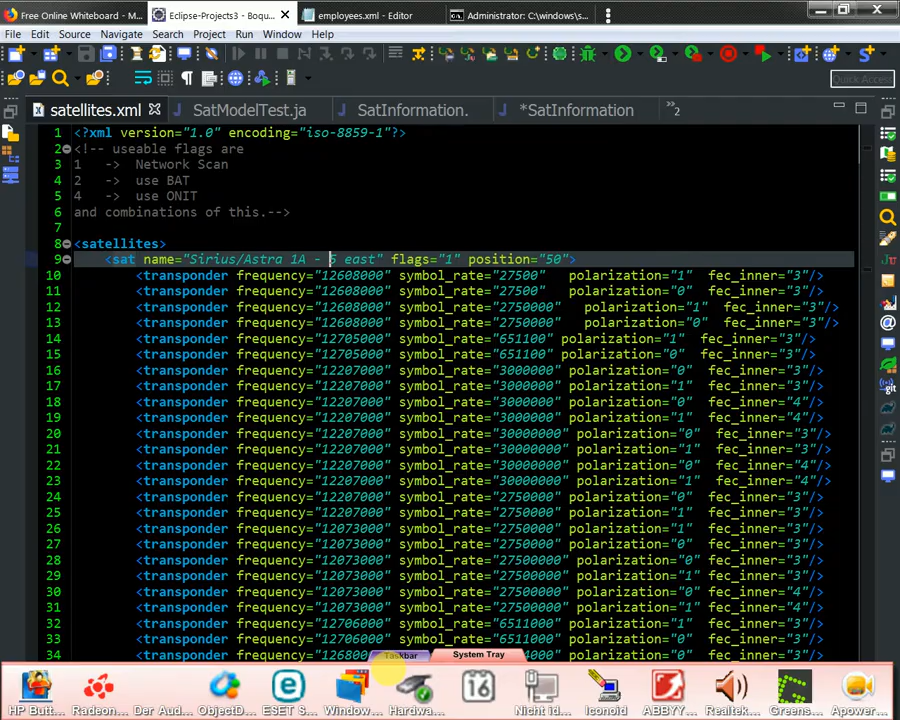 Free Online Whiteboard - M...
Eclipse-Projects3 - Boqu...
employees.xml - Editor
Administrator: C:\windows\s...
File Edit Source Navigate Search Project Run Window Help
Quick Access
satellites.xml
SatModelTest.ja
SatInformation.
*SatInformation
»2
1 <?xml version="1.0" encoding="iso-8859-1"?>
2 <!-- useable flags are
3 1 -> Network Scan
4 2 -> use BAT
5 4 -> use ONIT
6 and combinations of this.-->
7
8 <satellites>
9 <sat name="Sirius/Astra 1A - 5 east" flags="1" position="50">
10 <transponder frequency="12608000" symbol_rate="27500" polarization="1" fec_inner="3"/>
11 <transponder frequency="12608000" symbol_rate="27500" polarization="0" fec_inner="3"/>
12 <transponder frequency="12608000" symbol_rate="2750000" polarization="1" fec_inner="3"/>
13 <transponder frequency="12608000" symbol_rate="2750000" polarization="0" fec_inner="3"/>
14 <transponder frequency="12705000" symbol_rate="651100" polarization="1" fec_inner="3"/>
15 <transponder frequency="12705000" symbol_rate="651100" polarization="0" fec_inner="3"/>
16 <transponder frequency="12207000" symbol_rate="3000000" polarization="0" fec_inner="3"/>
17 <transponder frequency="12207000" symbol_rate="3000000" polarization="1" fec_inner="3"/>
18 <transponder frequency="12207000" symbol_rate="3000000" polarization="0" fec_inner="4"/>
19 <transponder frequency="12207000" symbol_rate="3000000" polarization="1" fec_inner="4"/>
20 <transponder frequency="12207000" symbol_rate="30000000" polarization="0" fec_inner="3"/>
21 <transponder frequency="12207000" symbol_rate="30000000" polarization="1" fec_inner="3"/>
22 <transponder frequency="12207000" symbol_rate="30000000" polarization="0" fec_inner="4"/>
23 <transponder frequency="12207000" symbol_rate="30000000" polarization="1" fec_inner="4"/>
24 <transponder frequency="12207000" symbol_rate="2750000" polarization="0" fec_inner="3"/>
25 <transponder frequency="12207000" symbol_rate="2750000" polarization="1" fec_inner="3"/>
26 <transponder frequency="12073000" symbol_rate="2750000" polarization="1" fec_inner="3"/>
27 <transponder frequency="12073000" symbol_rate="2750000" polarization="0" fec_inner="3"/>
28 <transponder frequency="12073000" symbol_rate="27500000" polarization="0" fec_inner="3"/>
29 <transponder frequency="12073000" symbol_rate="27500000" polarization="1" fec_inner="3"/>
30 <transponder frequency="12073000" symbol_rate="27500000" polarization="0" fec_inner="4"/>
31 <transponder frequency="12073000" symbol_rate="27500000" polarization="1" fec_inner="4"/>
32 <transponder frequency="12706000" symbol_rate="6511000" polarization="1" fec_inner="3"/>
33 <transponder frequency="12706000" symbol_rate="6511000" polarization="0" fec_inner="3"/>
34 <transponder frequency="126800 4000" polarization="1" fec_inner="3"/>
Taskbar System Tray
16
HP Butt... Radeon... Der Aud... ObjectD... ESET S... Window... Hardwa... Nicht id... Iconoid ABBYY... Realtek... Greens... Apower...